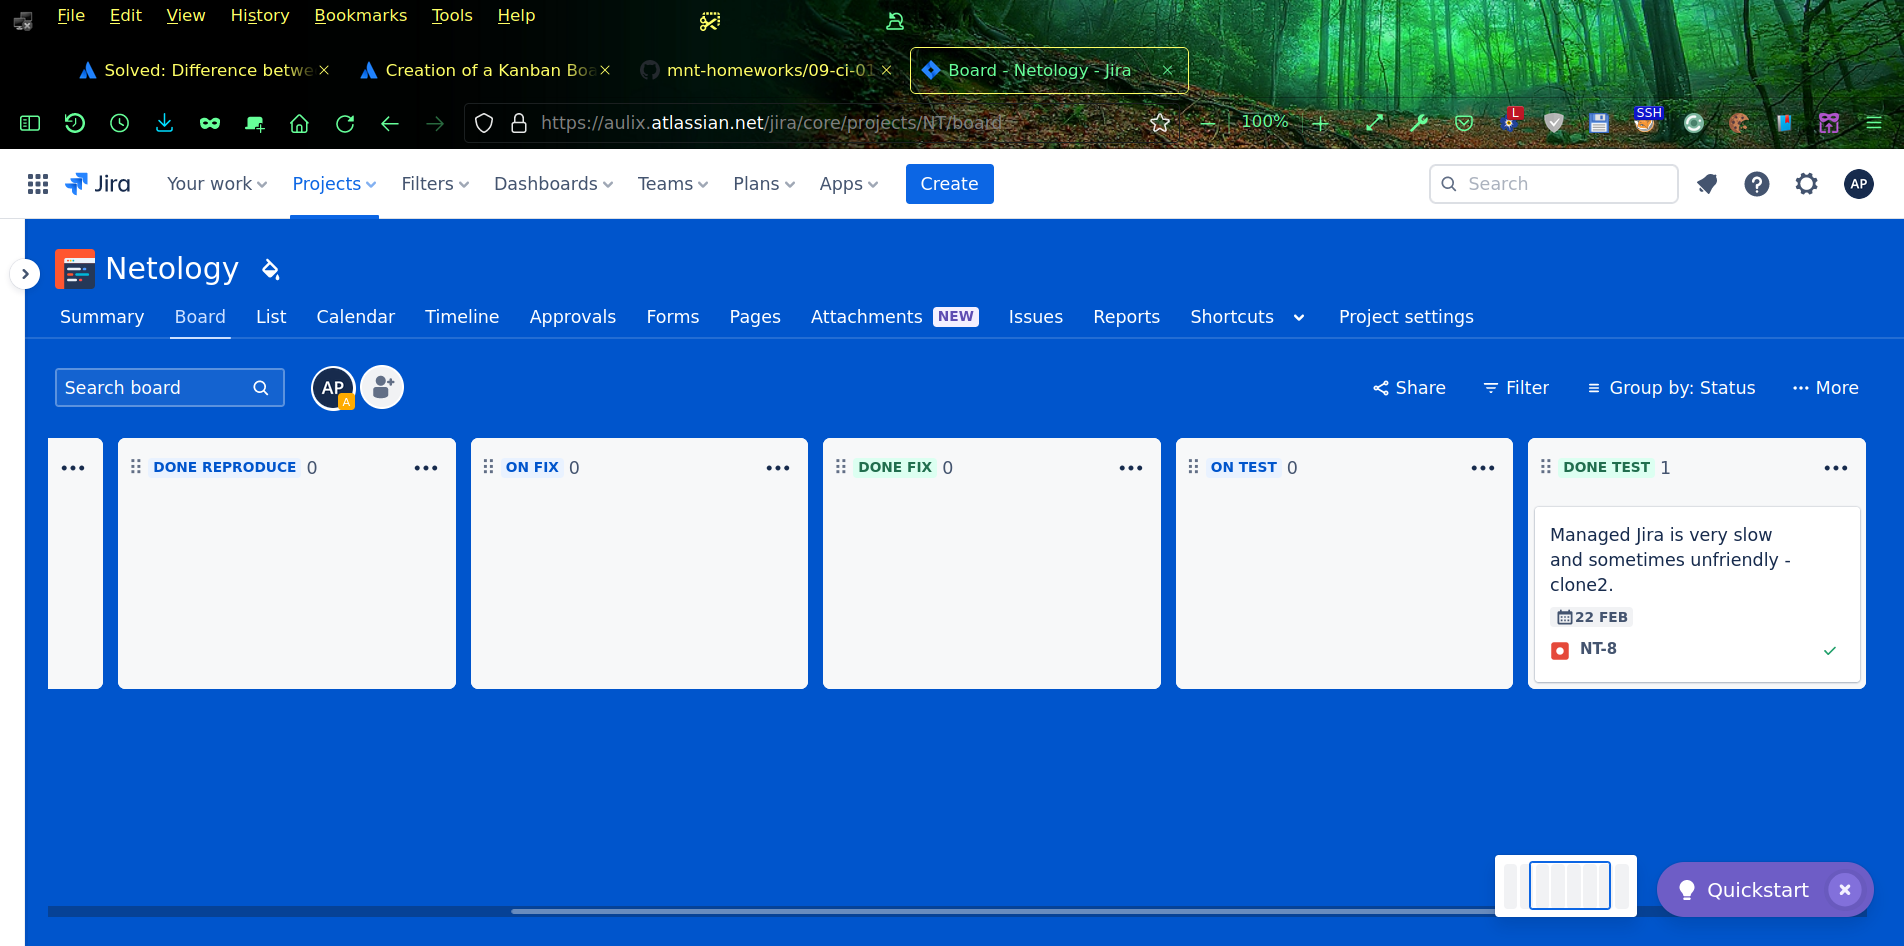 File Edit View History Bookmarks Tools Help
Solved: Difference betwe
Creation of a Kanban Boa
mnt-homeworks/09-ci-01
Board - Netology - Jira
https://aulix.atlassian.net/jira/core/projects/NT/board
100%
L
SSH
Jira
Your work Projects Filters Dashboards Teams Plans Apps Create
Search
AP
Netology
Summary Board List Calendar Timeline Approvals Forms Pages Attachments NEW Issues Reports Shortcuts Project settings
Search board
AP
A
Share Filter Group by: Status More
DONE REPRODUCE 0
ON FIX 0
DONE FIX 0
ON TEST 0
DONE TEST 1
Managed Jira is very slow
and sometimes unfriendly -
clone2.
22 FEB
NT-8
Quickstart